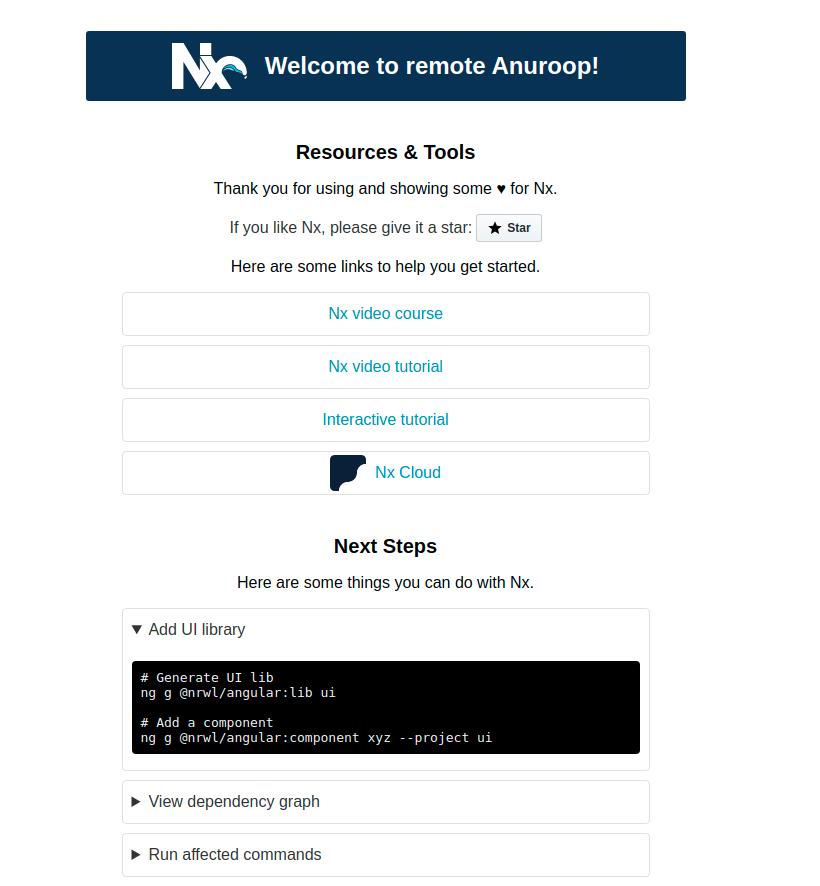 Nx Welcome to remote Anuroop!
Resources & Tools
Thank you for using and showing some ♥ for Nx.
If you like Nx, please give it a star: Star
Here are some links to help you get started.
Nx video course
Nx video tutorial
Interactive tutorial
Nx Cloud
Next Steps
Here are some things you can do with Nx.
▼ Add UI library
# Generate UI lib
ng g @nrwl/angular:lib ui
# Add a component
ng g @nrwl/angular:component xyz --project ui
▶ View dependency graph
▶ Run affected commands